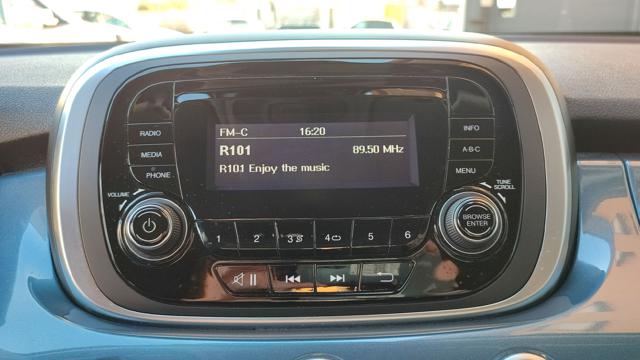 FM-C 16:20
R101 89.50 MHz
R101 Enjoy the music
RADIO
MEDIA
PHONE
INFO
A-B-C
MENU
VOLUME
TUNE
SCROLL
BROWSE
ENTER
1 2 3 4 5 6